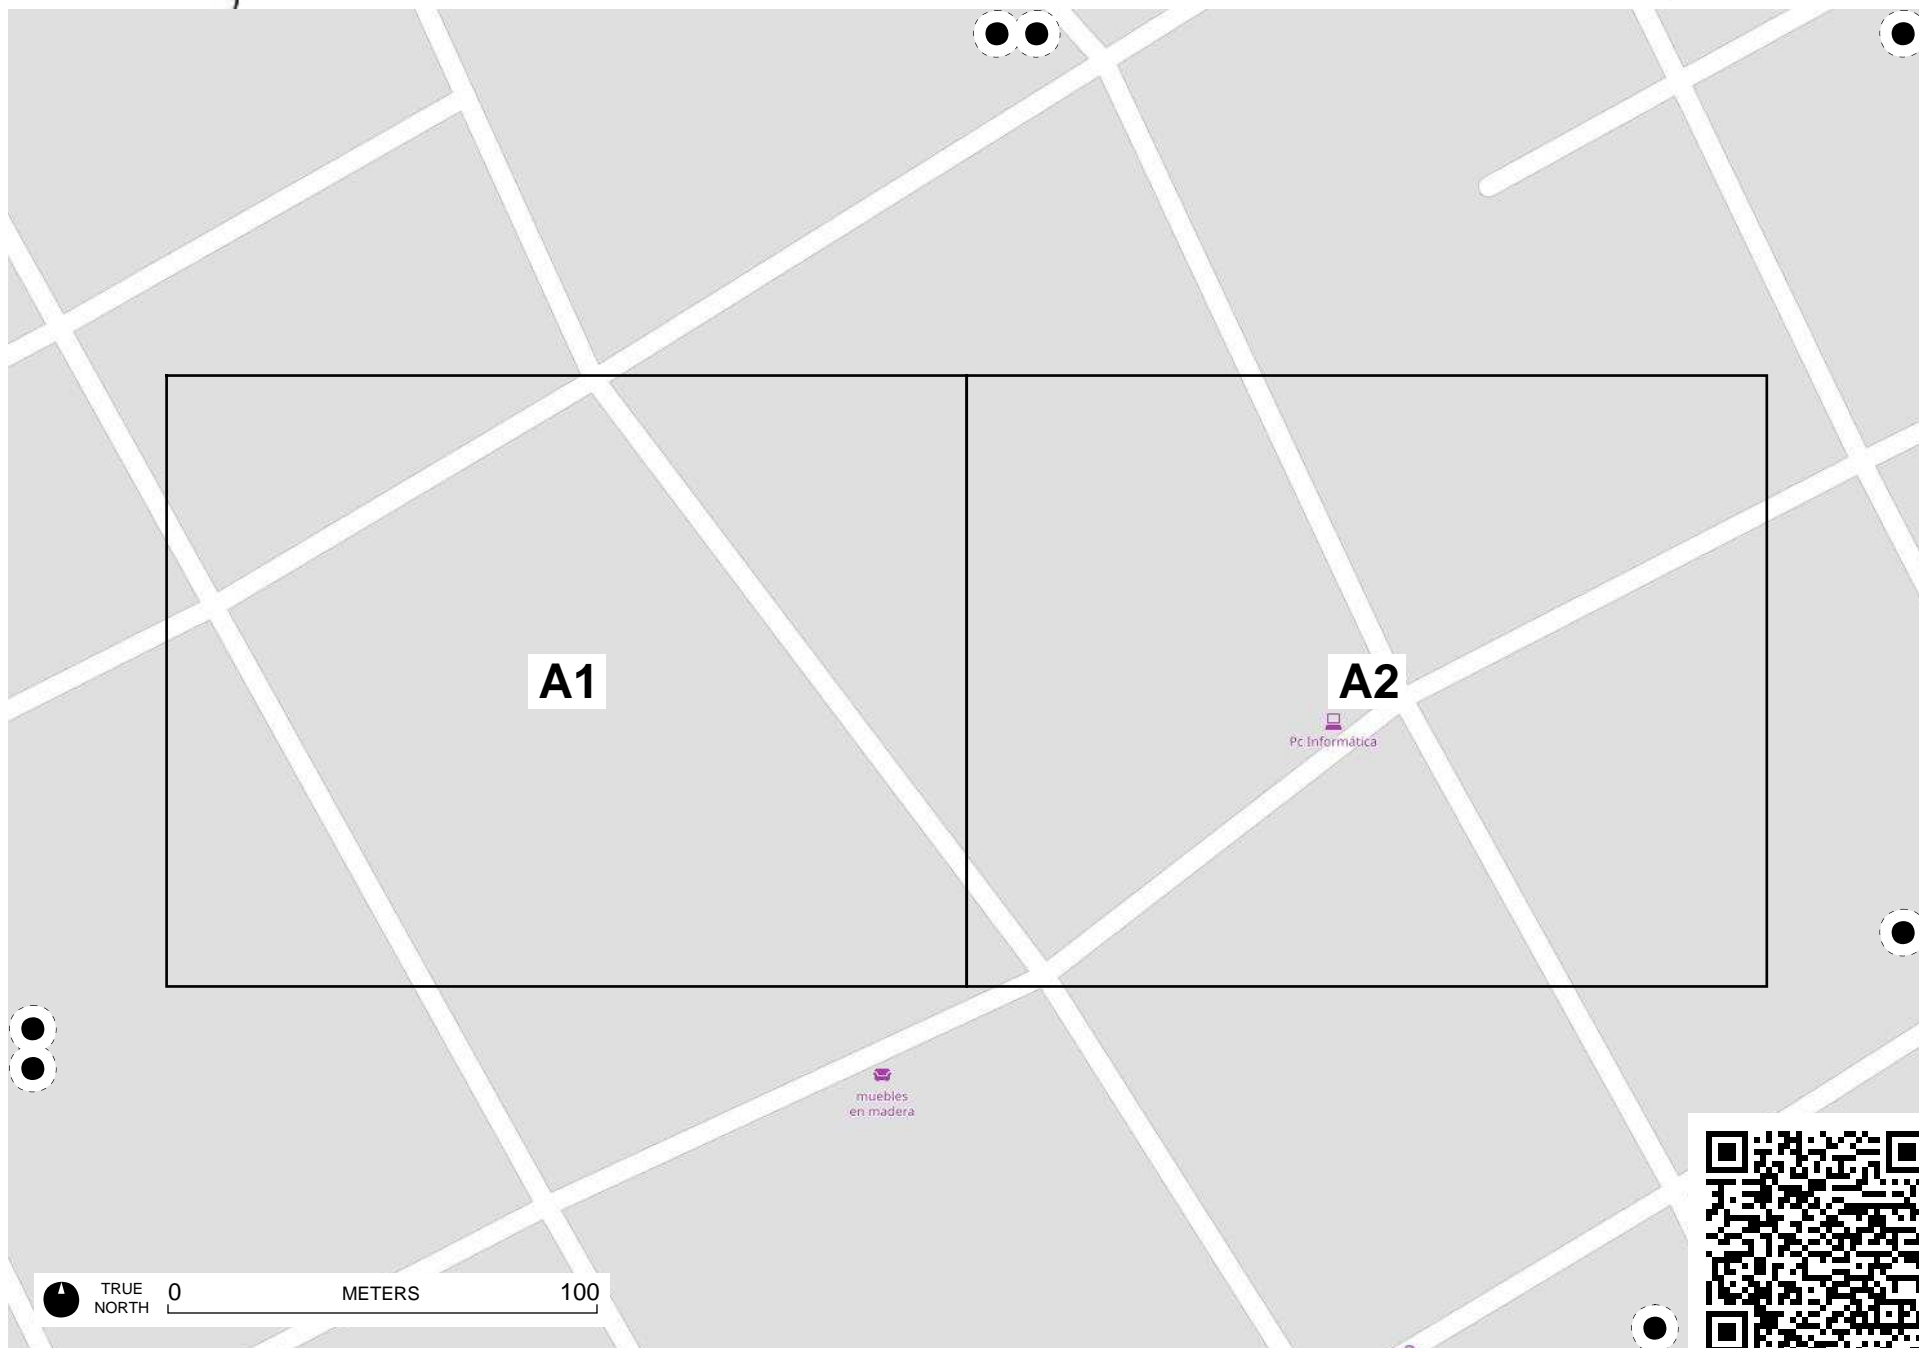 A1
A2
Pc Informática
muebles
en madera
TRUE
NORTH
0 METERS 100